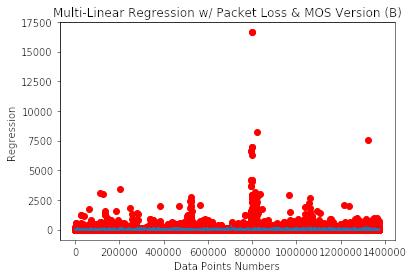 Multi-Linear Regression w/ Packet Loss & MOS Version (B)
17500
15000
12500
10000
7500
5000
2500
0
Regression
0 200000 400000 600000 800000 1000000 1200000 1400000
Data Points Numbers